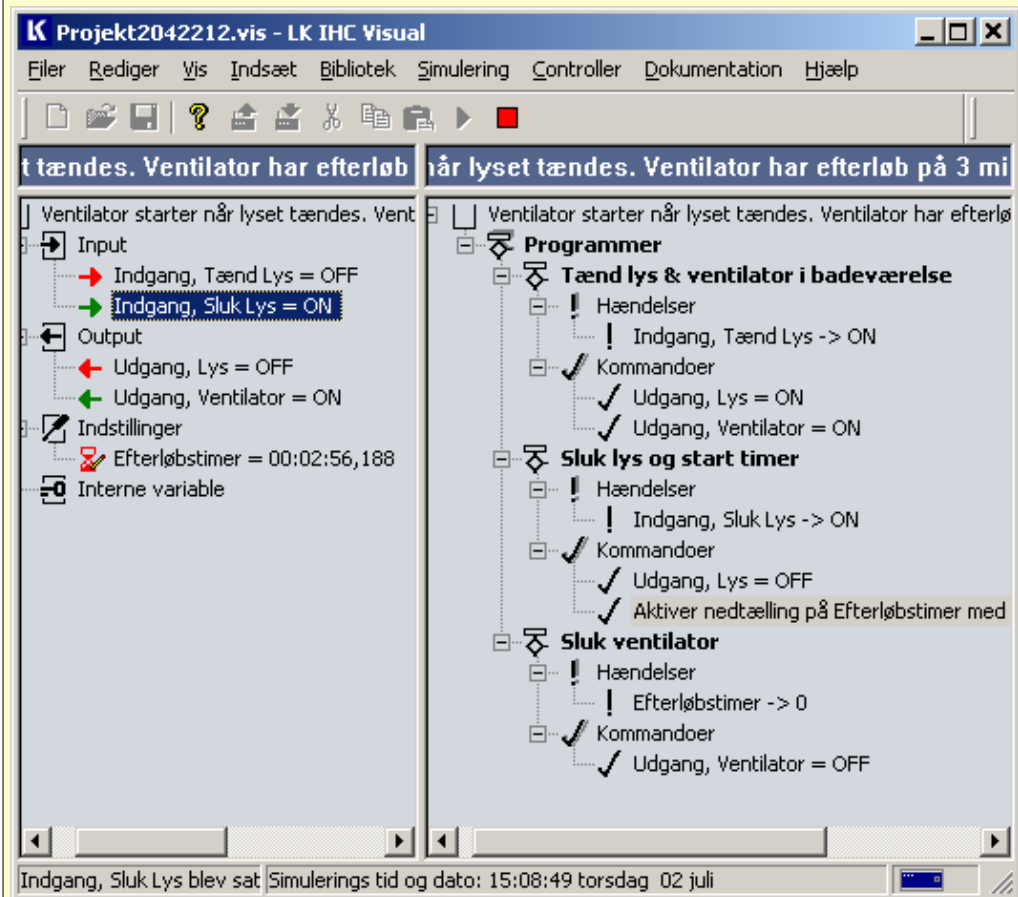 Projekt2042212.vis - LK IHC Visual
Filer Rediger Vis Indsæt Bibliotek Simulering Controller Dokumentation Hjælp
t tændes. Ventilator har efterløb
når lyset tændes. Ventilator har efterløb på 3 mi
Ventilator starter når lyset tændes. Vent
Input
Indgang, Tænd Lys = OFF
Indgang, Sluk Lys = ON
Output
Udgang, Lys = OFF
Udgang, Ventilator = ON
Indstillinger
Efterløbstimer = 00:02:56,188
Interne variable
Ventilator starter når lyset tændes. Ventilator har efterlø
Programmer
Tænd lys & ventilator i badeværelse
Hændelser
Indgang, Tænd Lys -> ON
Kommandoer
Udgang, Lys = ON
Udgang, Ventilator = ON
Sluk lys og start timer
Hændelser
Indgang, Sluk Lys -> ON
Kommandoer
Udgang, Lys = OFF
Aktiver nedtælling på Efterløbstimer med
Sluk ventilator
Hændelser
Efterløbstimer -> 0
Kommandoer
Udgang, Ventilator = OFF
Indgang, Sluk Lys blev sat
Simulerings tid og dato: 15:08:49 torsdag 02 juli